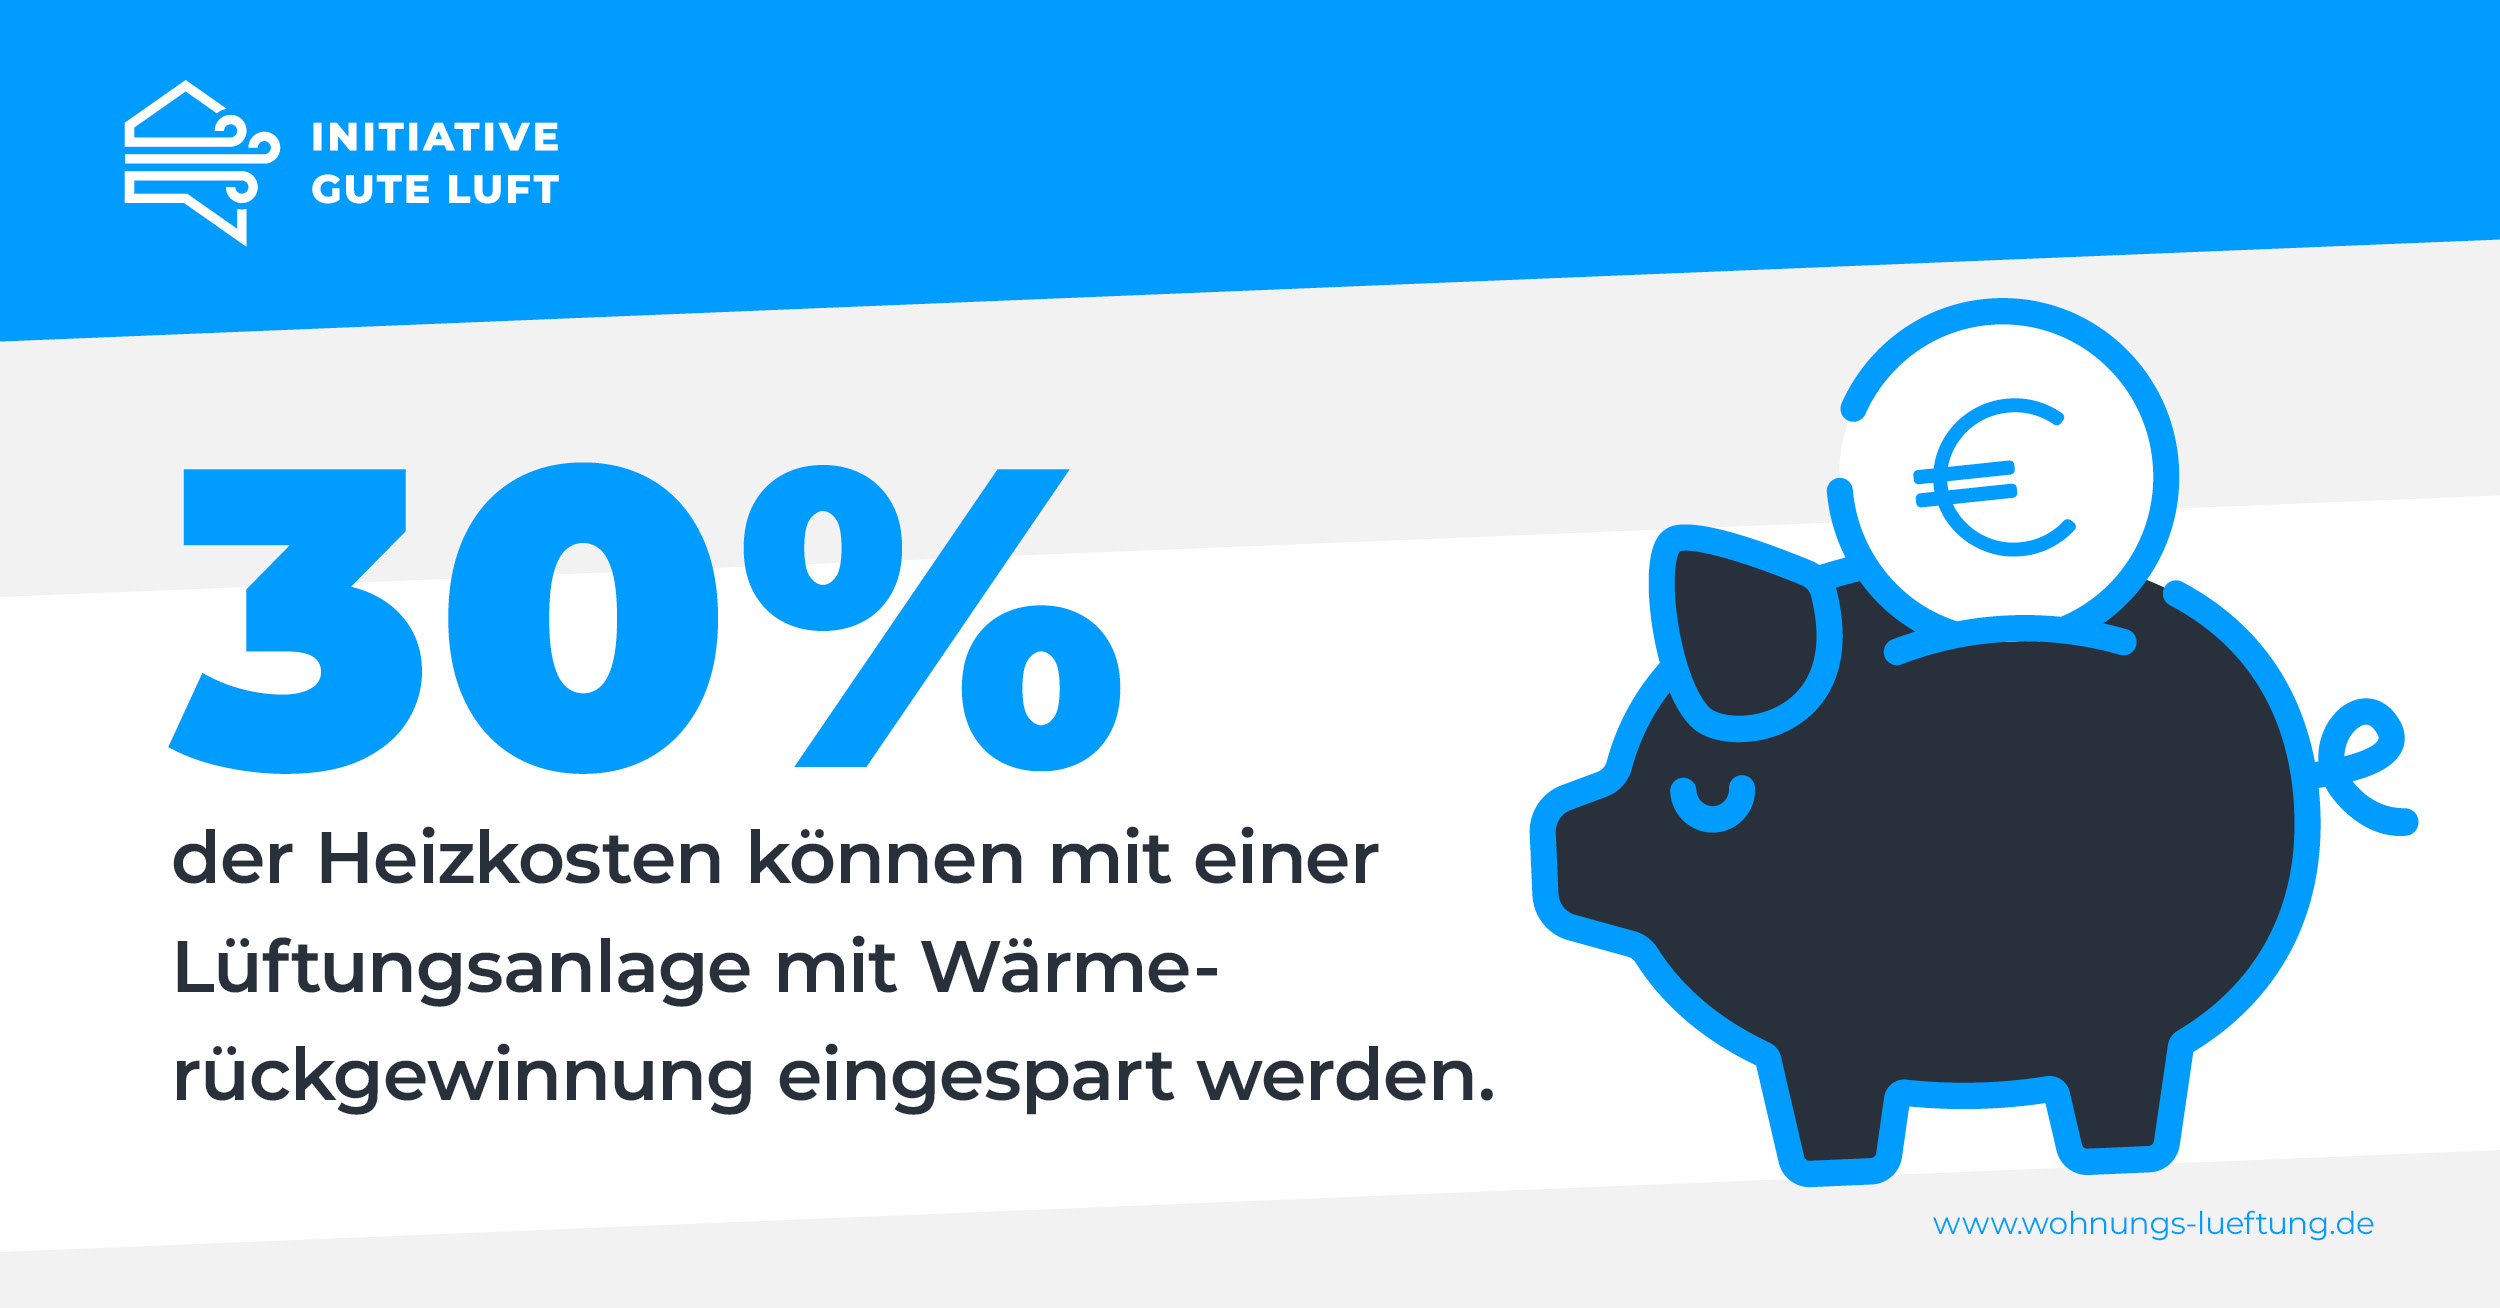 INITIATIVE
GUTE LUFT
€
30%
der Heizkosten können mit einer
Lüftungsanlage mit Wärme-
rückgewinnung eingespart werden.
www.wohnungs-lueftung.de